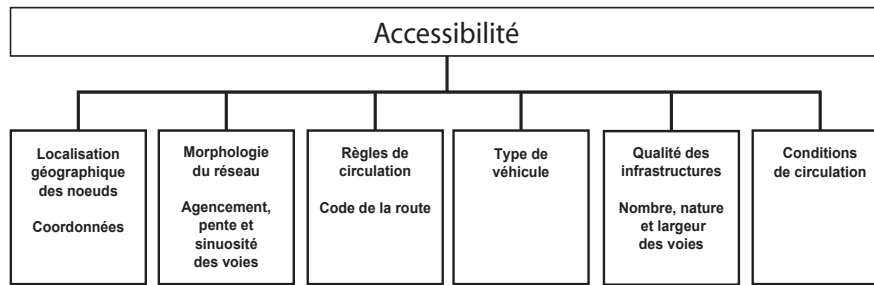 Accessibilité
Localisation
géographique
des noeuds
Coordonnées
Morphologie
du réseau
Agencement,
pente et
sinuosité
des voies
Règles de
circulation
Code de la route
Type de
véhicule
Qualité des
infrastructures
Nombre, nature
et largeur
des voies
Conditions
de circulation